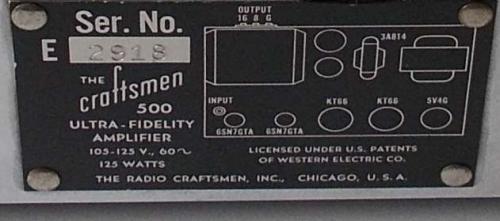 Ser. No.
E 2918
THE
craftsmen
500
ULTRA-FIDELITY
AMPLIFIER
105-125 V., 60~
125 WATTS
OUTPUT
16 8 G
3A814
INPUT
KT66 KT66 5V4G
6SN7GTA 6SN7GTA
LICENSED UNDER U.S. PATENTS
OF WESTERN ELECTRIC CO.
THE RADIO CRAFTSMEN, INC., CHICAGO, U.S.A.